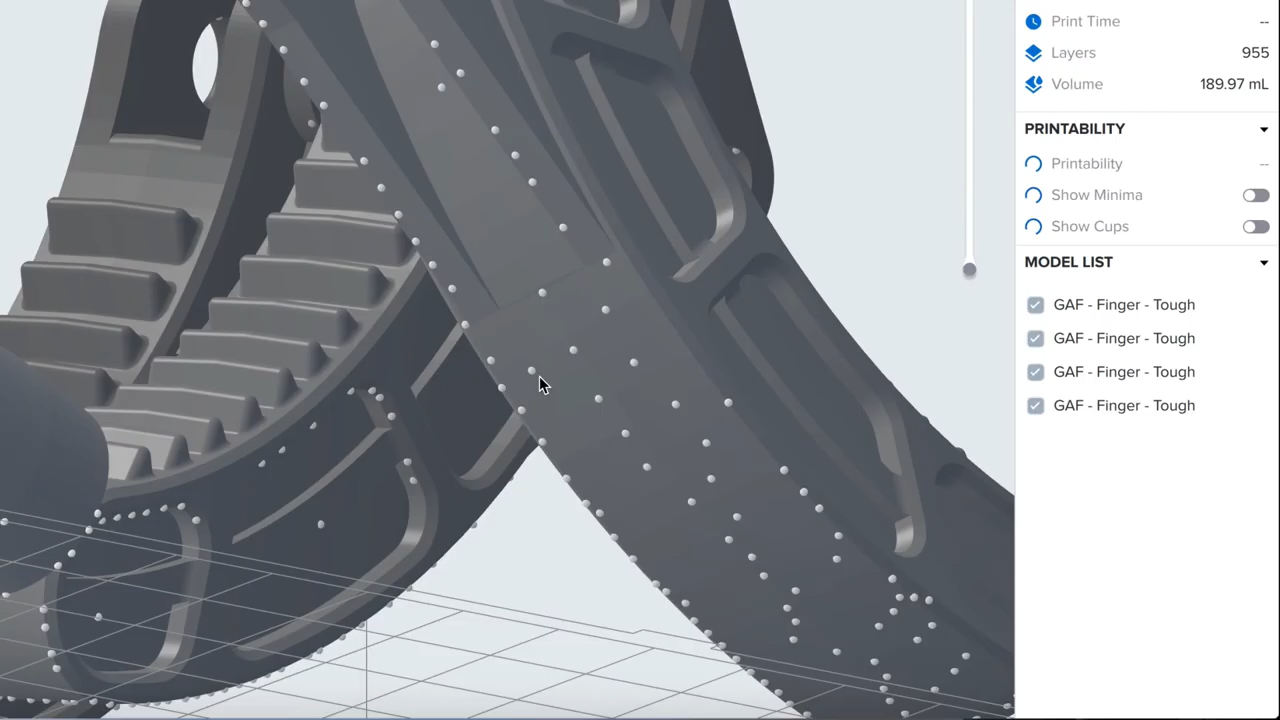 Print Time --
Layers 955
Volume 189.97 mL
PRINTABILITY
Printability --
Show Minima
Show Cups
MODEL LIST
GAF - Finger - Tough
GAF - Finger - Tough
GAF - Finger - Tough
GAF - Finger - Tough